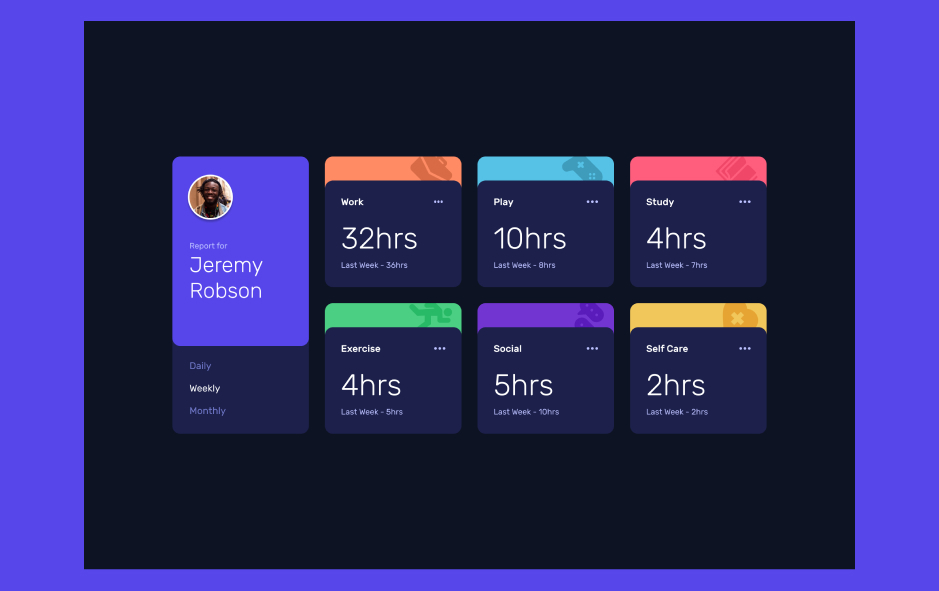 Report for
Jeremy
Robson
Daily
Weekly
Monthly
Work
32hrs
Last Week - 36hrs
Play
10hrs
Last Week - 8hrs
Study
4hrs
Last Week - 7hrs
Exercise
4hrs
Last Week - 5hrs
Social
5hrs
Last Week - 10hrs
Self Care
2hrs
Last Week - 2hrs